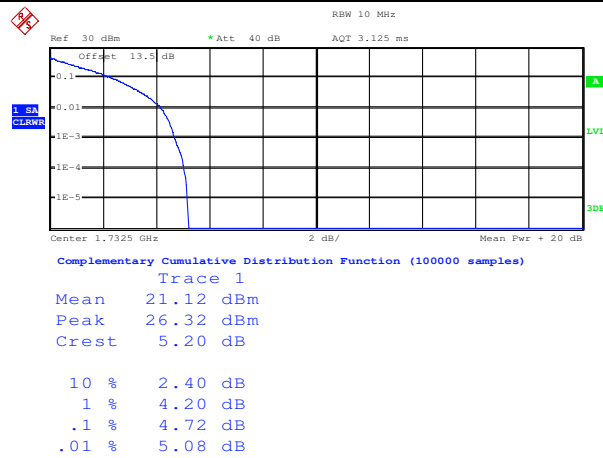 R S
RBW 10 MHz
Ref 30 dBm * Att 40 dB AQT 3.125 ms
Offset 13.5 dB
0.1
A
0.01
1 SA
CLRWR
LVL
1E-3
1E-4
1E-5
3DB
Center 1.7325 GHz 2 dB/ Mean Pwr + 20 dB
Complementary Cumulative Distribution Function (100000 samples)
Trace 1
Mean 21.12 dBm
Peak 26.32 dBm
Crest 5.20 dB
10 % 2.40 dB
1 % 4.20 dB
.1 % 4.72 dB
.01 % 5.08 dB